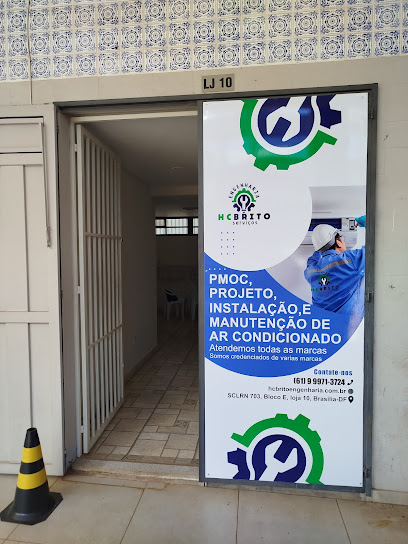 LJ 10
ENGENHARIA
HCBRITO
SERVIÇOS
PMOC,
PROJETO,
INSTALAÇÃO,E
MANUTENÇÃO DE
AR CONDICIONADO
Atendemos todas as marcas
Somos credenciados de varias marcas
Contate-nos
(61) 9 9971-3724
hcbritoengenharia.com.br
SCLRN 703, Bloco E, loja 10, Brasília-DF